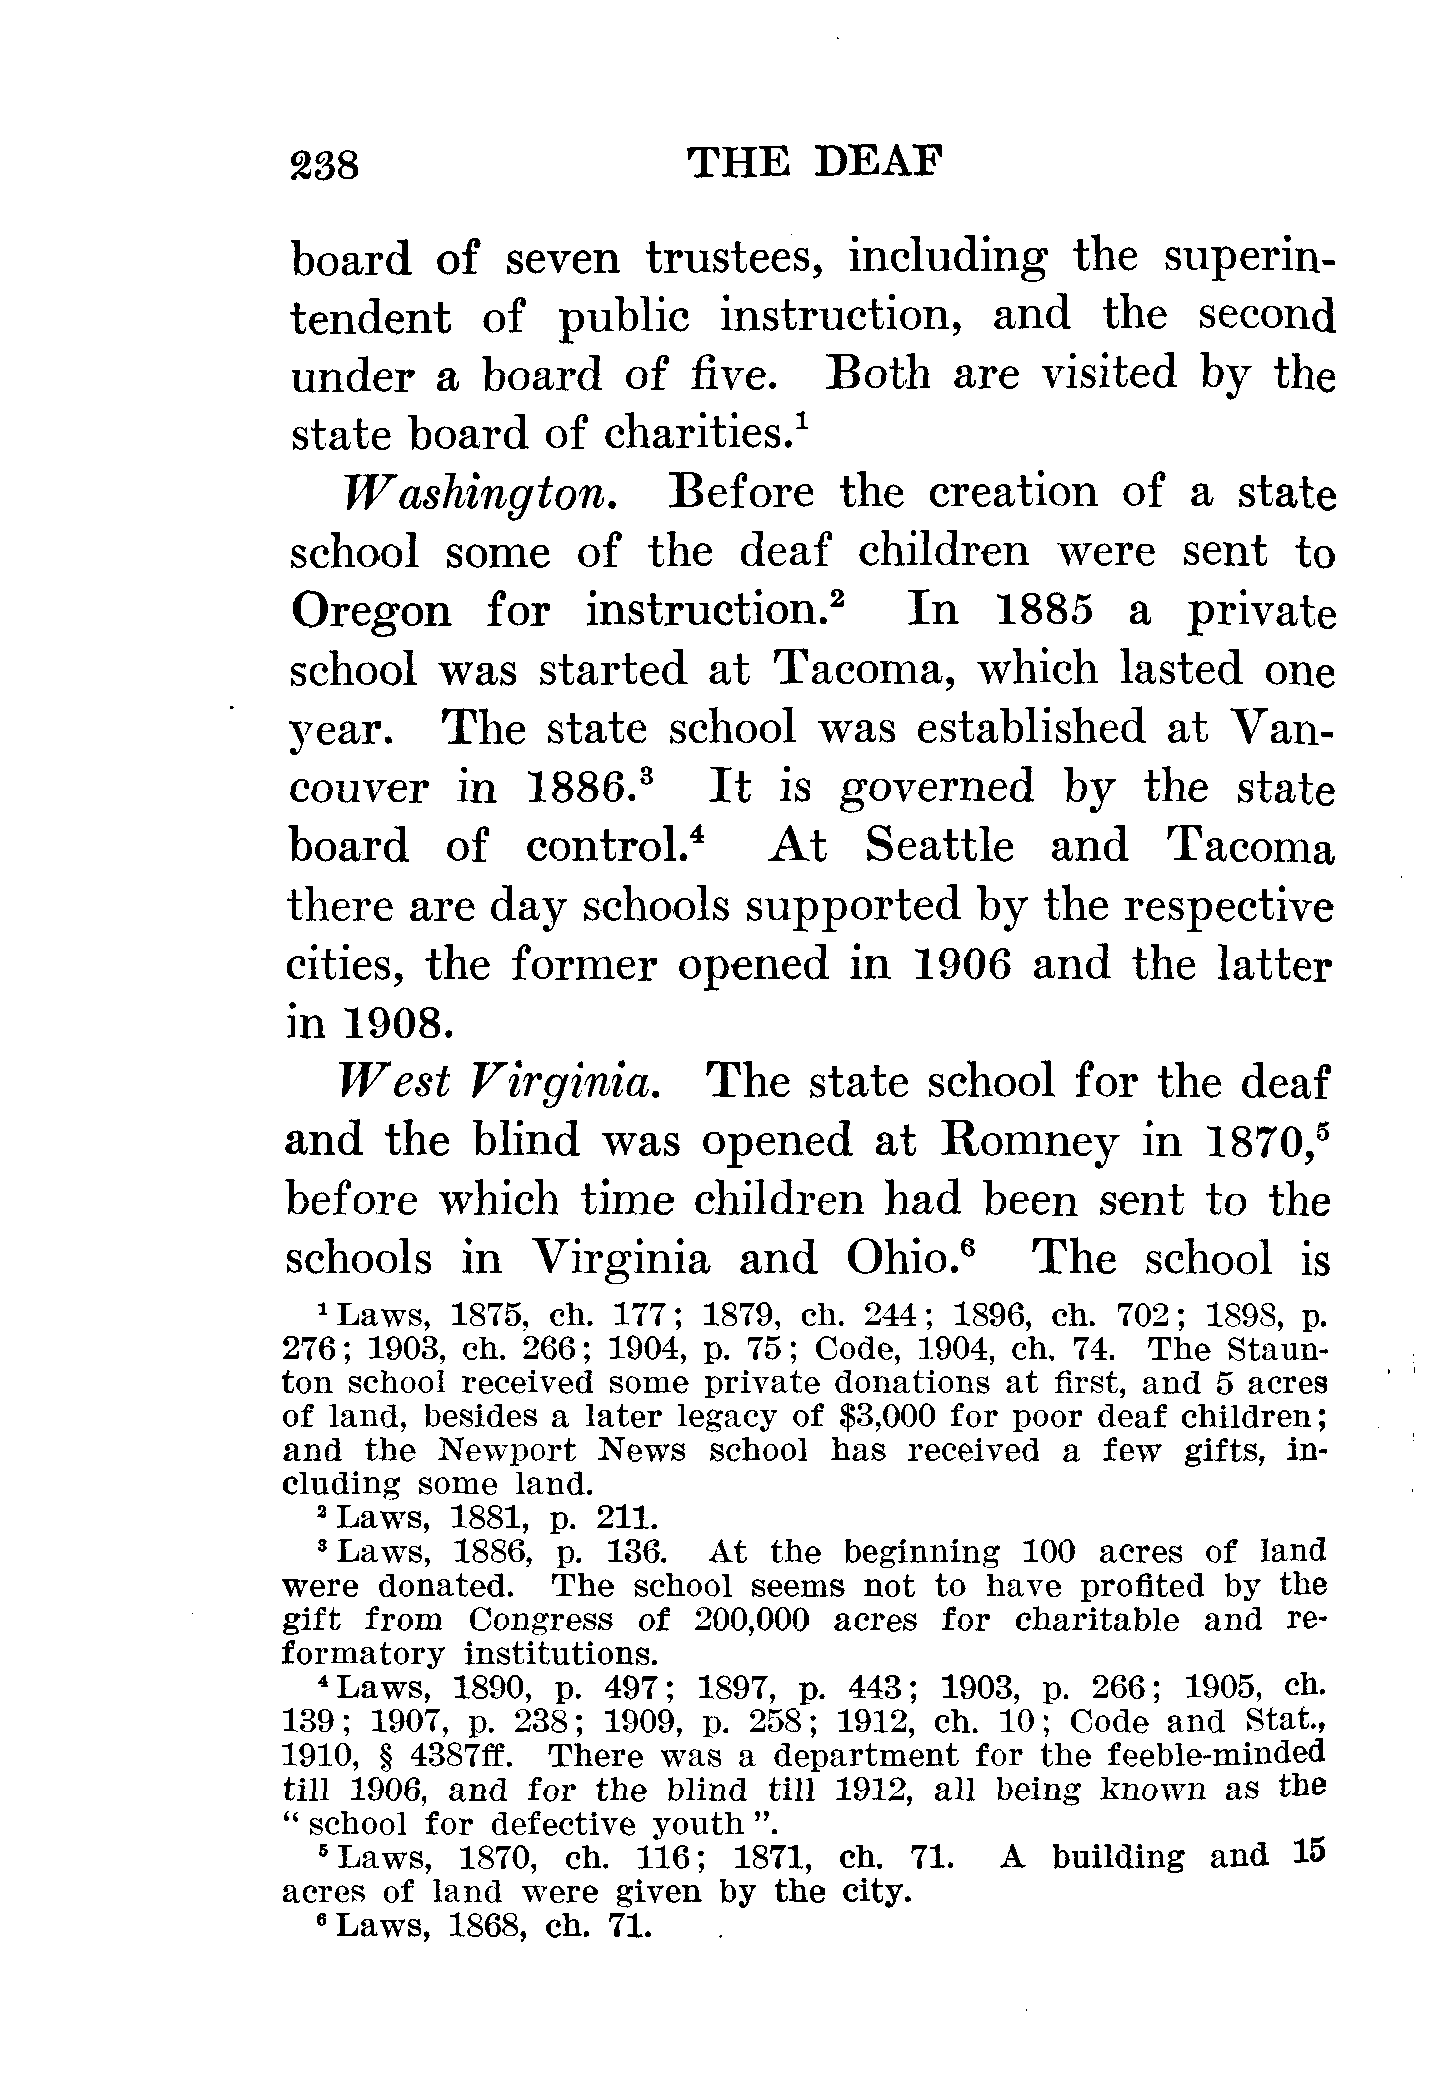 238 THE DEAF
board of seven trustees, including the superin-
tendent of public instruction, and the second
under a board of five. Both are visited by the
state board of charities.¹
Washington. Before the creation of a state
school some of the deaf children were sent to
Oregon for instruction.² In 1885 a private
school was started at Tacoma, which lasted one
year. The state school was established at Van-
couver in 1886.³ It is governed by the state
board of control.⁴ At Seattle and Tacoma
there are day schools supported by the respective
cities, the former opened in 1906 and the latter
in 1908.
West Virginia. The state school for the deaf
and the blind was opened at Romney in 1870,⁵
before which time children had been sent to the
schools in Virginia and Ohio.⁶ The school is
¹ Laws, 1875, ch. 177; 1879, ch. 244; 1896, ch. 702; 1898, p.
276; 1903, ch. 266; 1904, p. 75; Code, 1904, ch. 74. The Staun-
ton school received some private donations at first, and 5 acres
of land, besides a later legacy of $3,000 for poor deaf children;
and the Newport News school has received a few gifts, in-
cluding some land.
² Laws, 1881, p. 211.
³ Laws, 1886, p. 136. At the beginning 100 acres of land
were donated. The school seems not to have profited by the
gift from Congress of 200,000 acres for charitable and re-
formatory institutions.
⁴ Laws, 1890, p. 497; 1897, p. 443; 1903, p. 266; 1905, ch.
139; 1907, p. 238; 1909, p. 258; 1912, ch. 10; Code and Stat.,
1910, § 4387ff. There was a department for the feeble-minded
till 1906, and for the blind till 1912, all being known as the
" school for defective youth ".
⁵ Laws, 1870, ch. 116; 1871, ch. 71. A building and 15
acres of land were given by the city.
⁶ Laws, 1868, ch. 71.